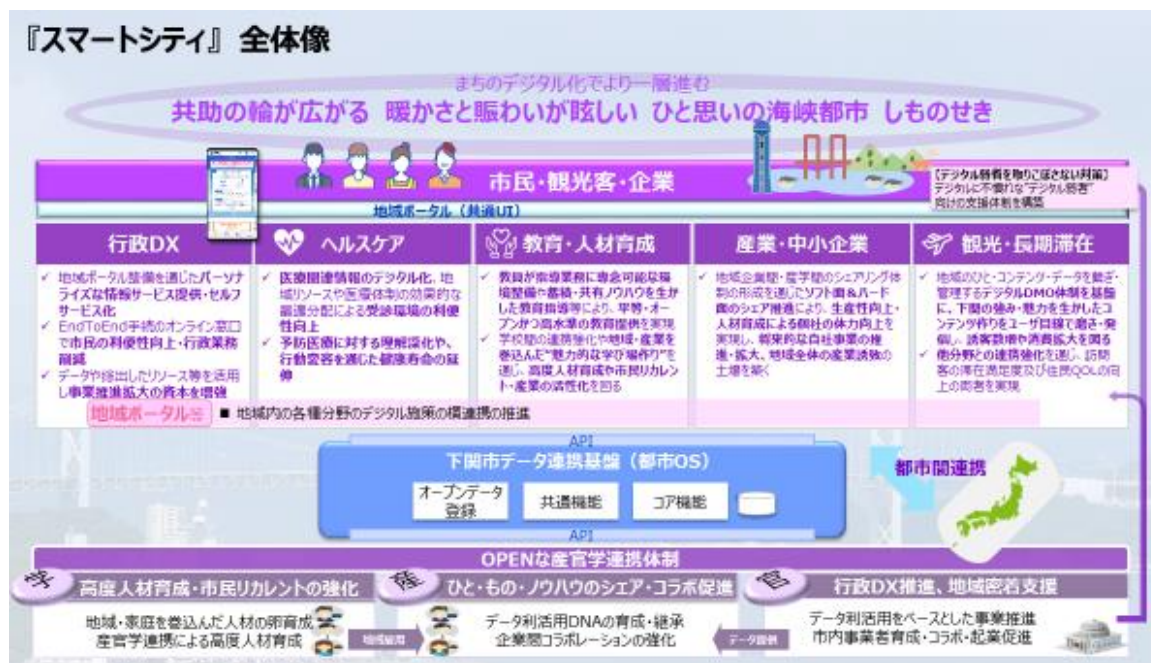 『スマートシティ』 全体像
まちのデジタル化でより一層進む
共助の輪が広がる 暖かさと賑わいが眩しい ひと思いの海峡都市 しものせき
市民・観光客・企業
【デジタル弱者を取りこぼさない対策】
デジタルに不慣れな"デジタル弱者"
向けの支援体制を構築
地域ポータル（共通UI）
行政DX
✓ 地域ポータル整備を通じたパーソナ
ライズな情報サービス提供・セルフ
サービス化
✓ EndToEnd手続のオンライン窓口
で市民の利便性向上・行政業務
削減
✓ データや捻出したリソース等を活用
し事業推進拡大の資本を増強
ヘルスケア
✓ 医療関連情報のデジタル化、地
域リソースや医療体制の効果的な
最適分配による受診環境の利便
性向上
✓ 予防医療に対する理解深化や、
行動変容を通じた健康寿命の延
伸
教育・人材育成
✓ 教員が指導業務に専念可能な環
境整備や蓄積・共有ノウハウを生か
した教育指導等により、平等・オー
プンかつ高水準の教育提供を実現
✓ 学校間の連携強化や地域・産業を
巻込んだ"魅力的な学び場作り"を
通じ、高度人材育成や市民リカレン
ト・産業の活性化を図る
産業・中小企業
✓ 地域企業間・産学間のシェアリング体
制の形成を通じたソフト面&ハード
面のシェア推進により、生産性向上・
人材育成による個社の体力向上を
実現し、将来的な自社事業の推
進・拡大、地域全体の産業誘致の
土壌を築く
観光・長期滞在
✓ 地域のひと・コンテンツ・データを繋ぎ・
管理するデジタルDMO体制を基盤
に、下関の強み・魅力を生かしたコ
ンテンツ作りをユーザ目線で磨き・発
信し、誘客数増や消費拡大を図る
✓ 他分野との連携強化を通じ、訪問
客の滞在満足度及び住民QOLの向
上の両者を実現
地域ポータル
■ 地域内の各種分野のデジタル施策の横連携の推進
API
下関市データ連携基盤（都市OS）
オープンデータ
登録
共通機能
コア機能
API
都市間連携
OPENな産官学連携体制
学
高度人材育成・市民リカレントの強化
地域・家庭を巻込んだ人材の卵育成
産官学連携による高度人材育成
地域雇用
産
ひと・もの・ノウハウのシェア・コラボ促進
データ利活用DNAの育成・継承
企業間コラボレーションの強化
データ提供
官
行政DX推進、地域密着支援
データ利活用をベースとした事業推進
市内事業者育成・コラボ・起業促進